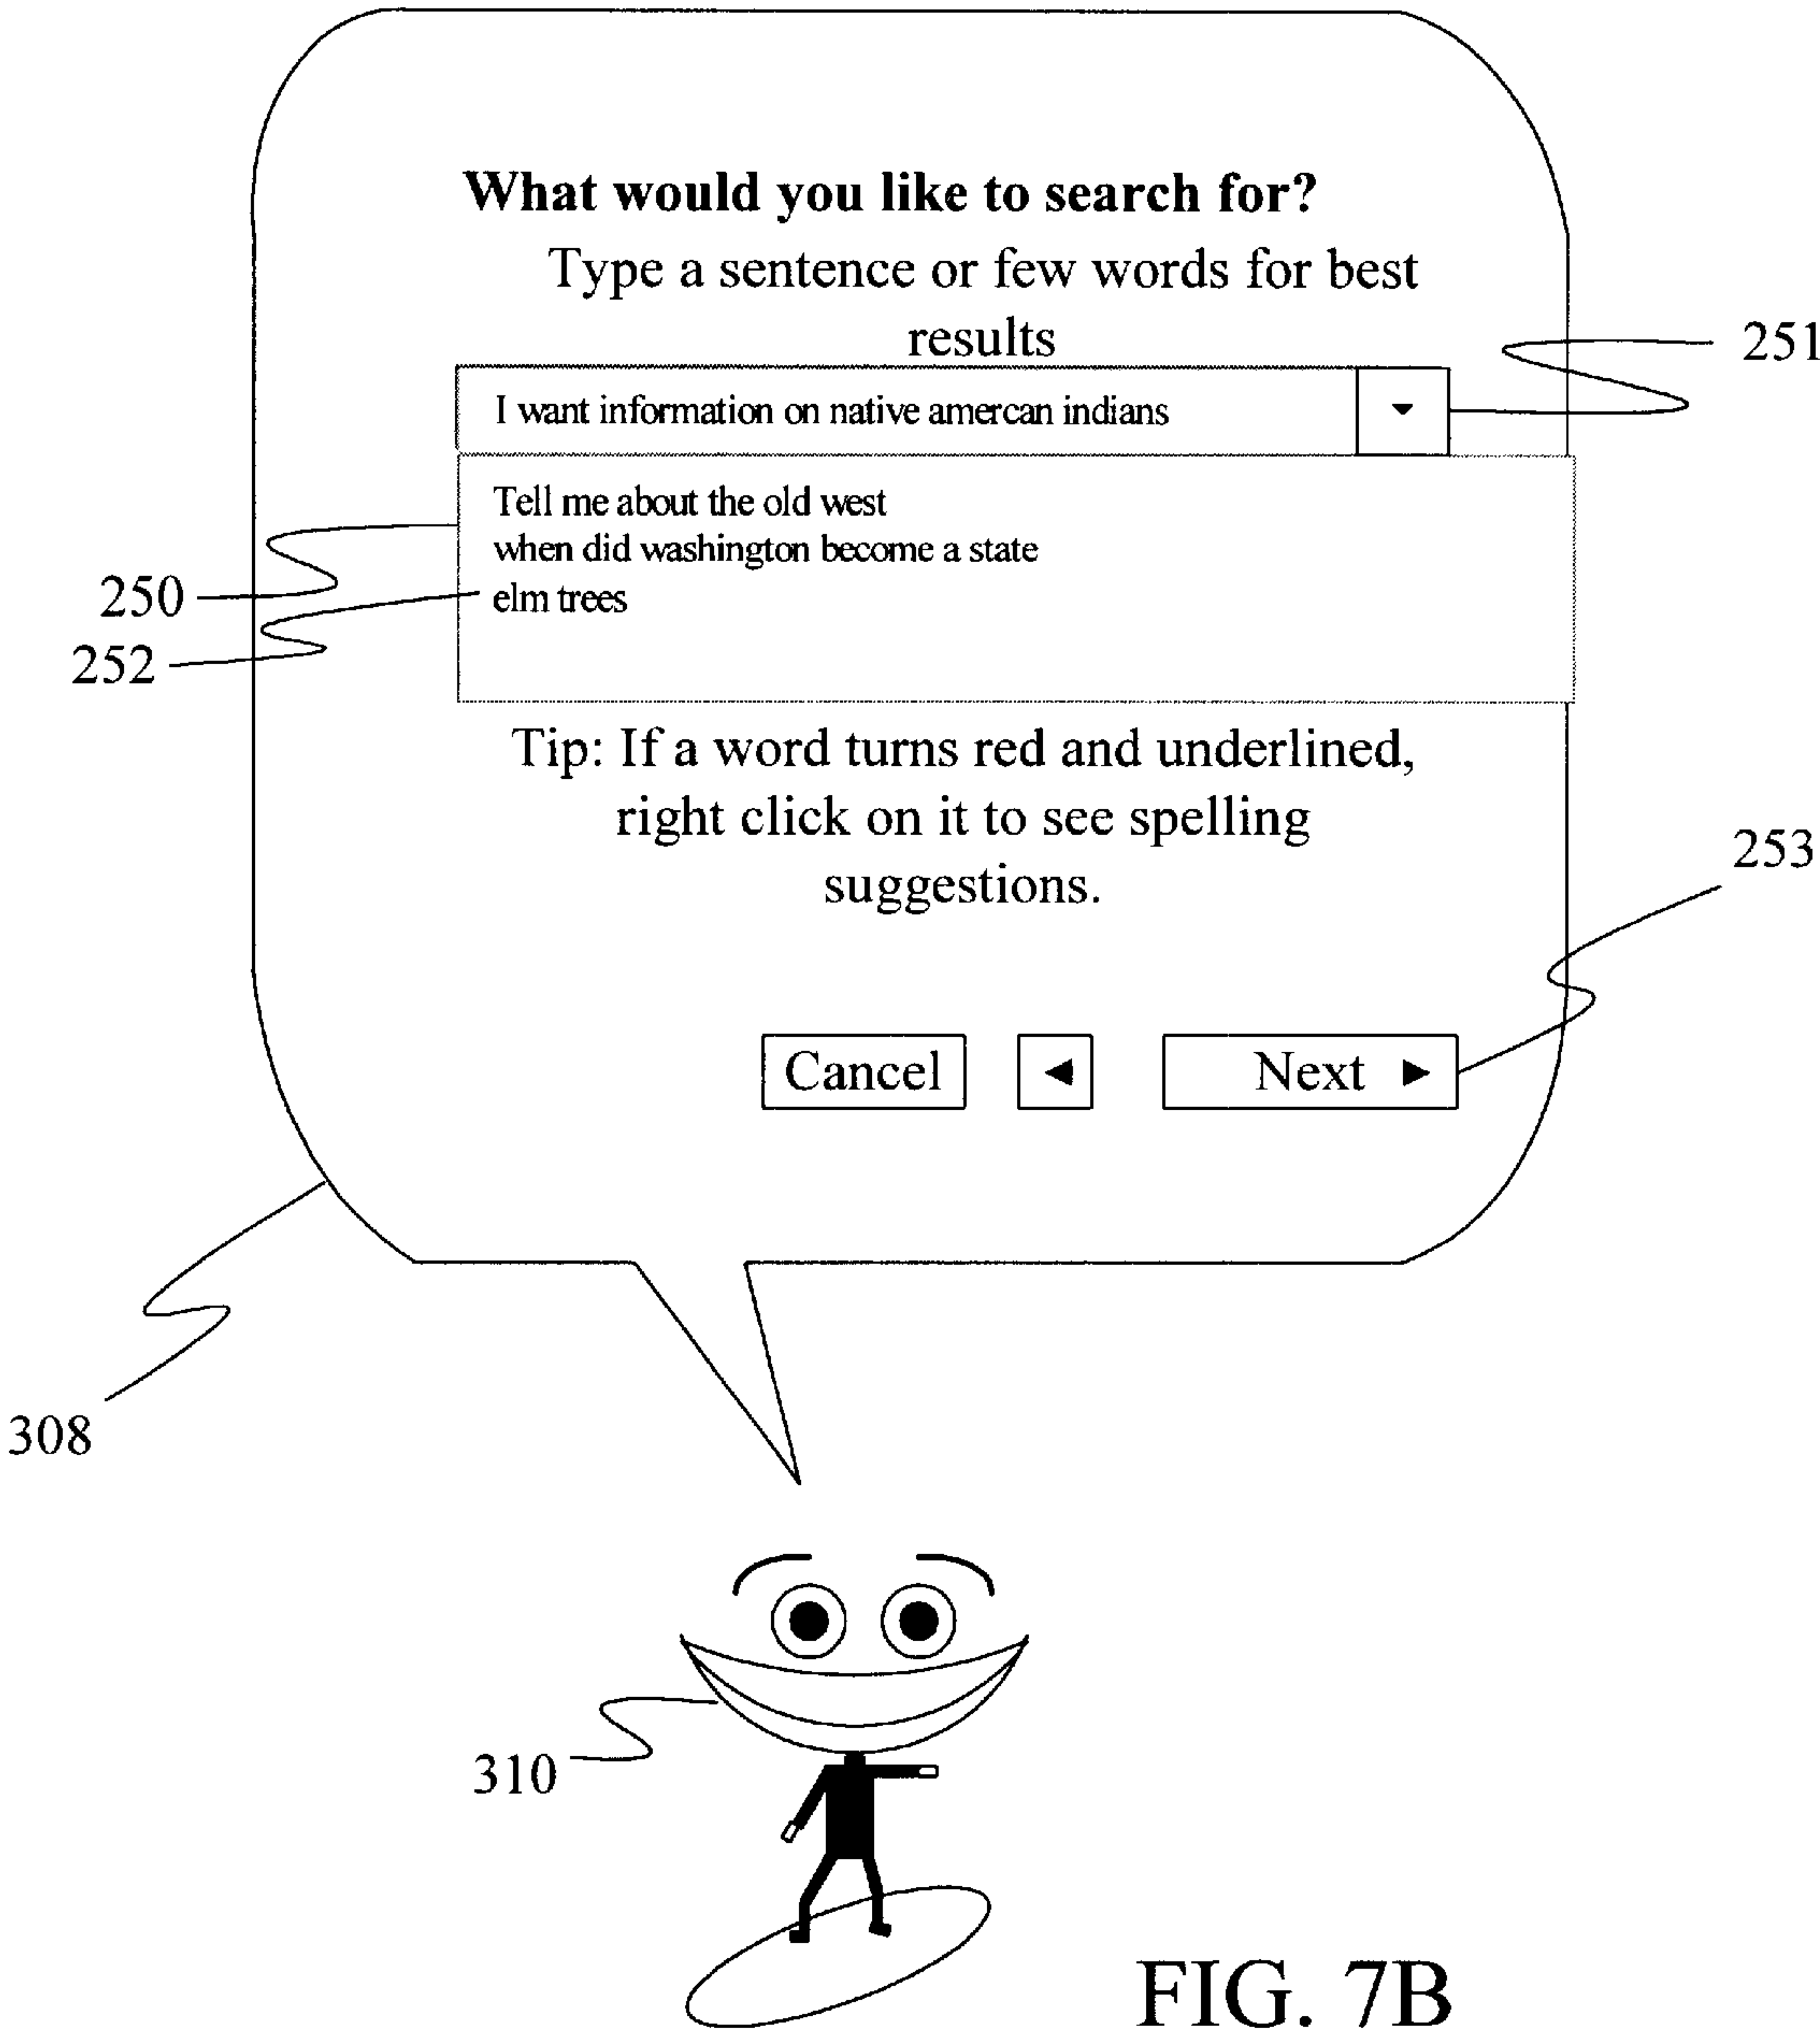 What would you like to search for?
Type a sentence or few words for best
results
251
I want information on native amercan indians
Tell me about the old west
when did washington become a state
250
elm trees
252
Tip: If a word turns red and underlined,
right click on it to see spelling
suggestions.
253
Cancel
Next
308
310
FIG. 7B